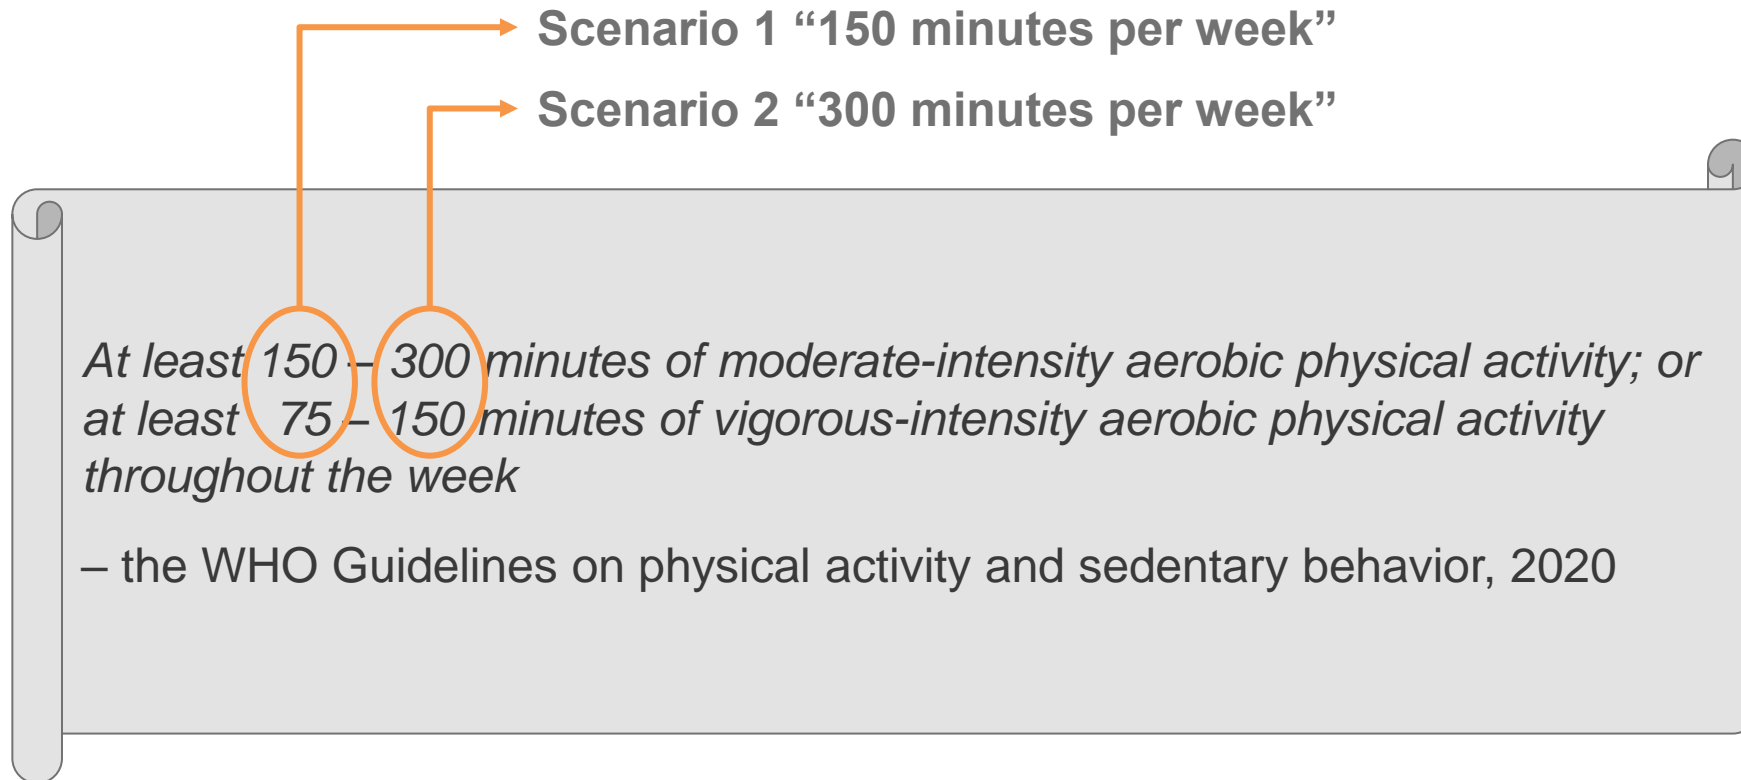 Scenario 1 “150 minutes per week”
Scenario 2 “300 minutes per week”
At least 150 – 300 minutes of moderate-intensity aerobic physical activity; or
at least 75 – 150 minutes of vigorous-intensity aerobic physical activity
throughout the week
– the WHO Guidelines on physical activity and sedentary behavior, 2020